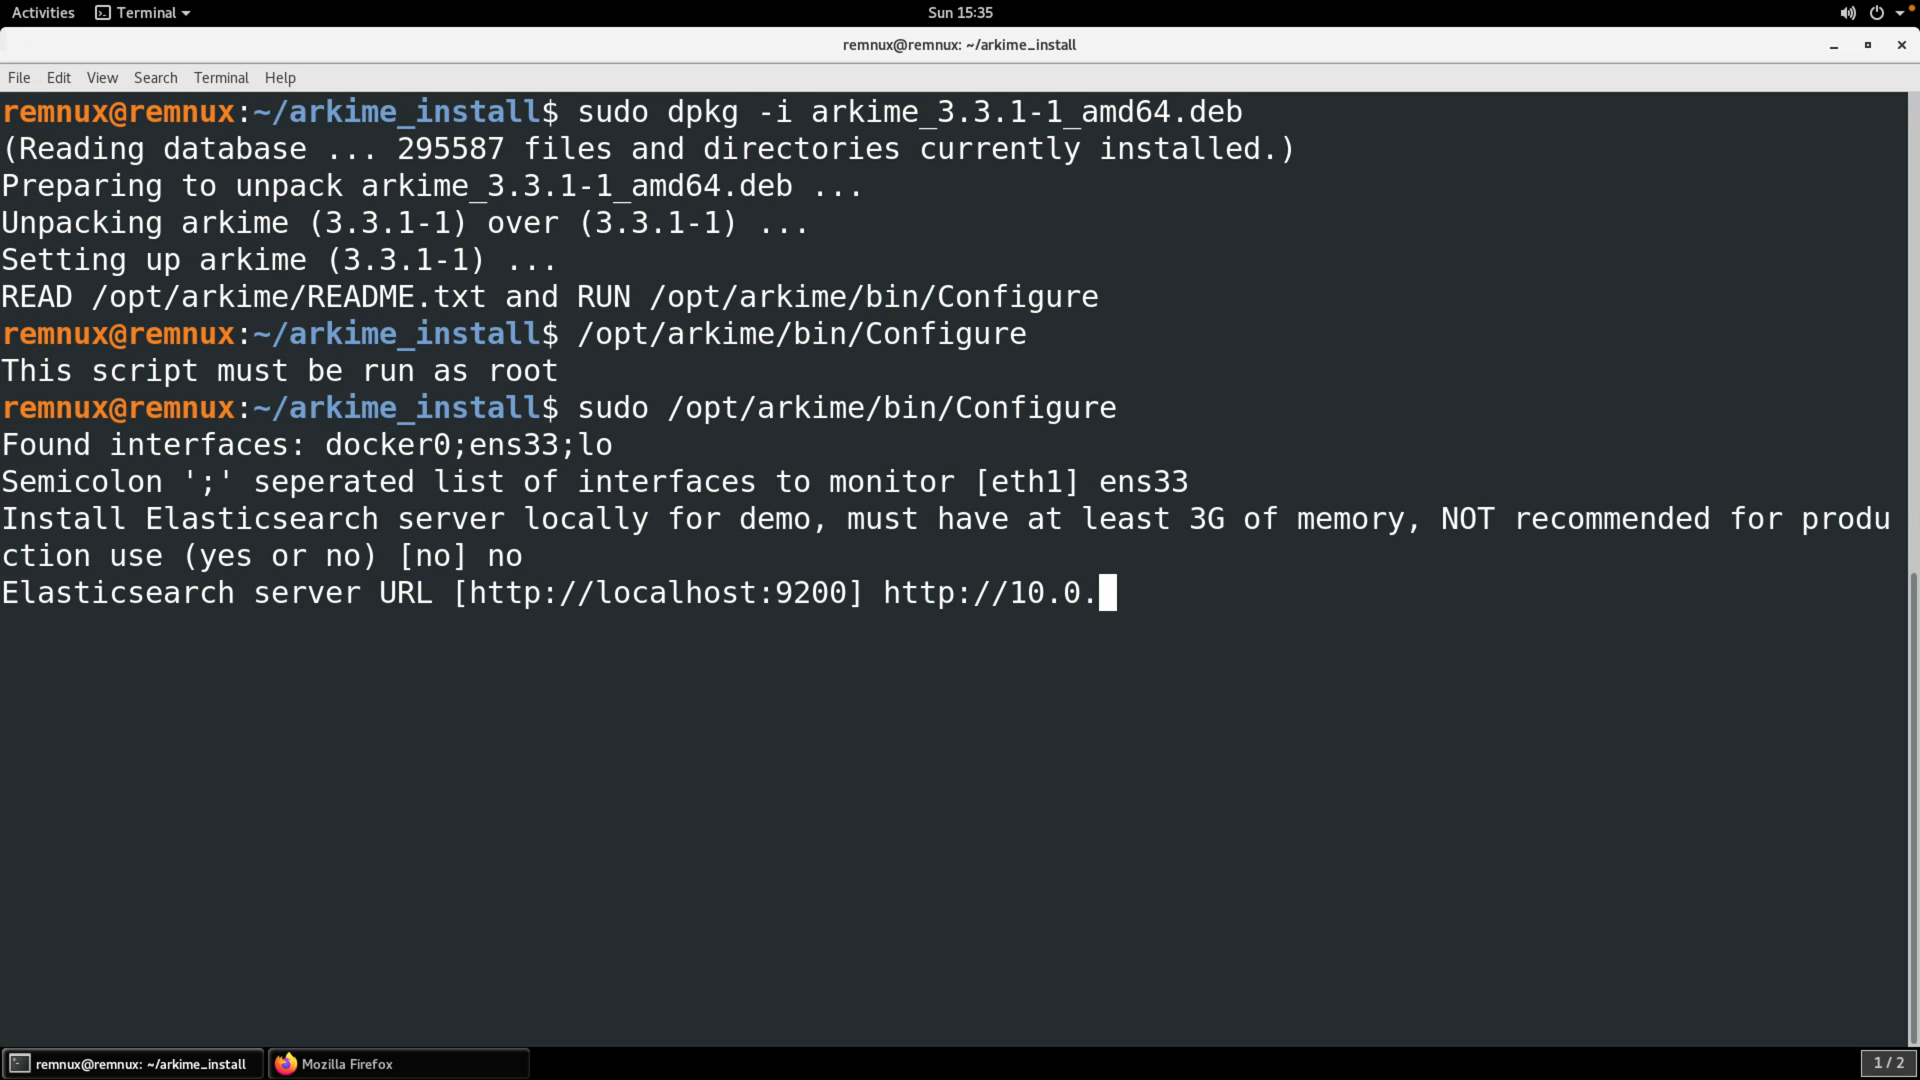 Activities Terminal Sun 15:35
remnux@remnux: ~/arkime_install
File Edit View Search Terminal Help
remnux@remnux:~/arkime_install$ sudo dpkg -i arkime_3.3.1-1_amd64.deb
(Reading database ... 295587 files and directories currently installed.)
Preparing to unpack arkime_3.3.1-1_amd64.deb ...
Unpacking arkime (3.3.1-1) over (3.3.1-1) ...
Setting up arkime (3.3.1-1) ...
READ /opt/arkime/README.txt and RUN /opt/arkime/bin/Configure
remnux@remnux:~/arkime_install$ /opt/arkime/bin/Configure
This script must be run as root
remnux@remnux:~/arkime_install$ sudo /opt/arkime/bin/Configure
Found interfaces: docker0;ens33;lo
Semicolon ';' seperated list of interfaces to monitor [eth1] ens33
Install Elasticsearch server locally for demo, must have at least 3G of memory, NOT recommended for produ
ction use (yes or no) [no] no
Elasticsearch server URL [http://localhost:9200] http://10.0.
remnux@remnux: ~/arkime_install Mozilla Firefox 1 / 2